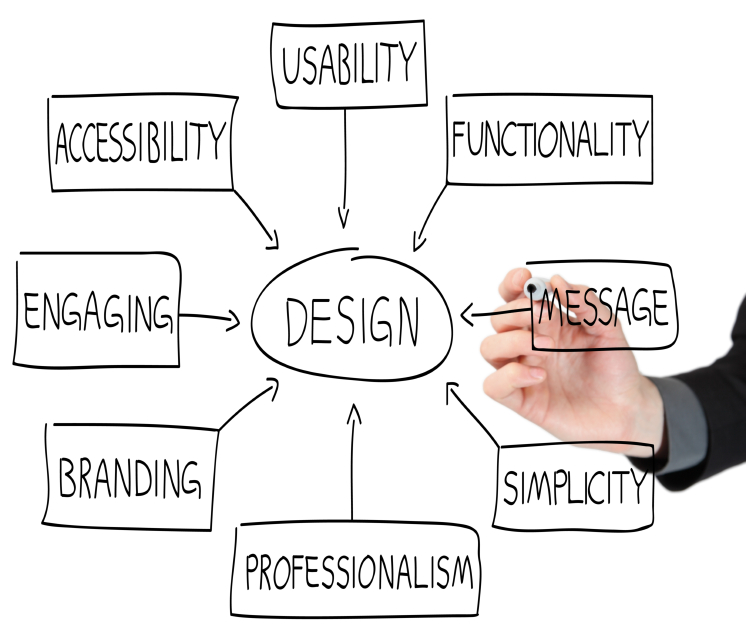 USABILITY
ACCESSIBILITY
FUNCTIONALITY
ENGAGING
DESIGN
MESSAGE
BRANDING
SIMPLICITY
PROFESSIONALISM